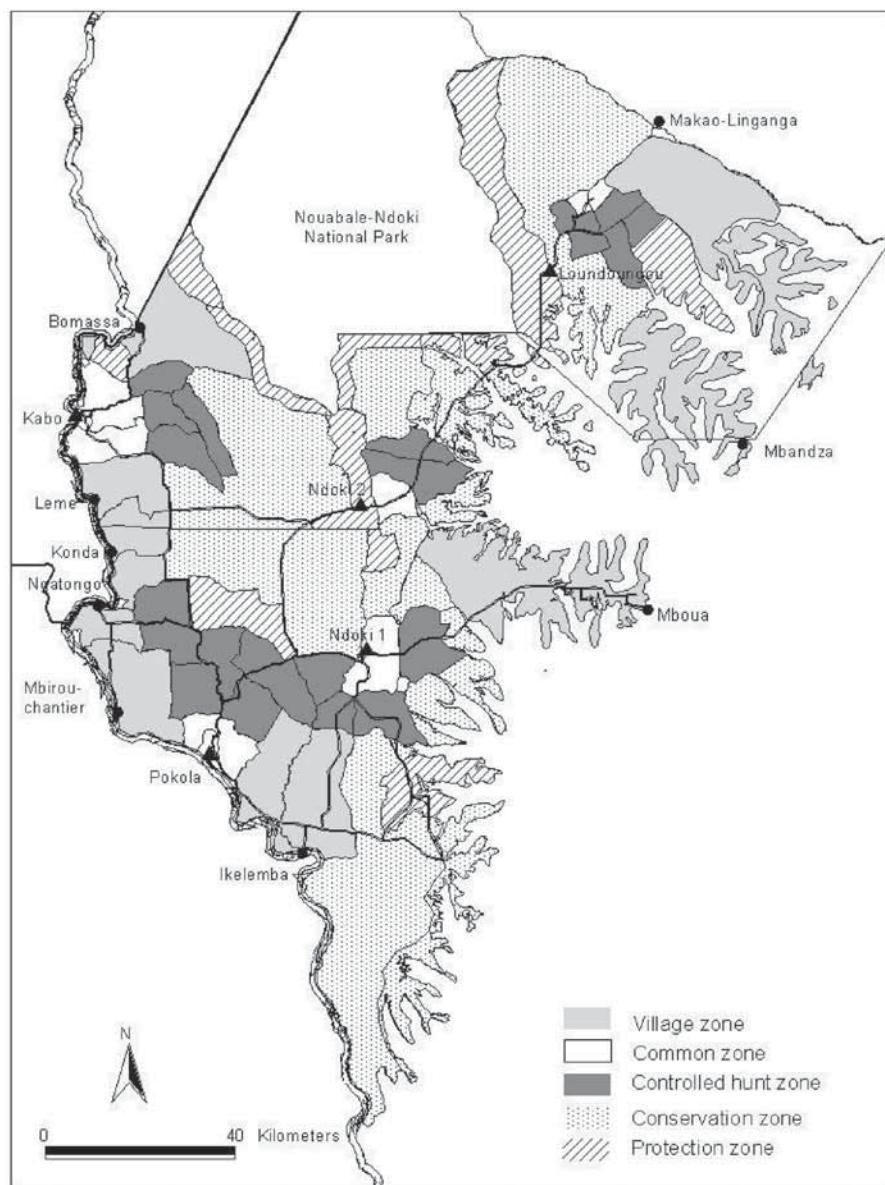 Makao-Linganga
Nouabale-Ndoki
National Park
Loundoungou
Bomassa
Kabo
Mbandza
Leme
Ndoki 2
Konda
Ngatongo
Mboua
Ndoki 1
Mbirou-
chantier
Pokola
Ikelemba
N
0 40
Kilometers
Village zone
Common zone
Controlled hunt zone
Conservation zone
Protection zone